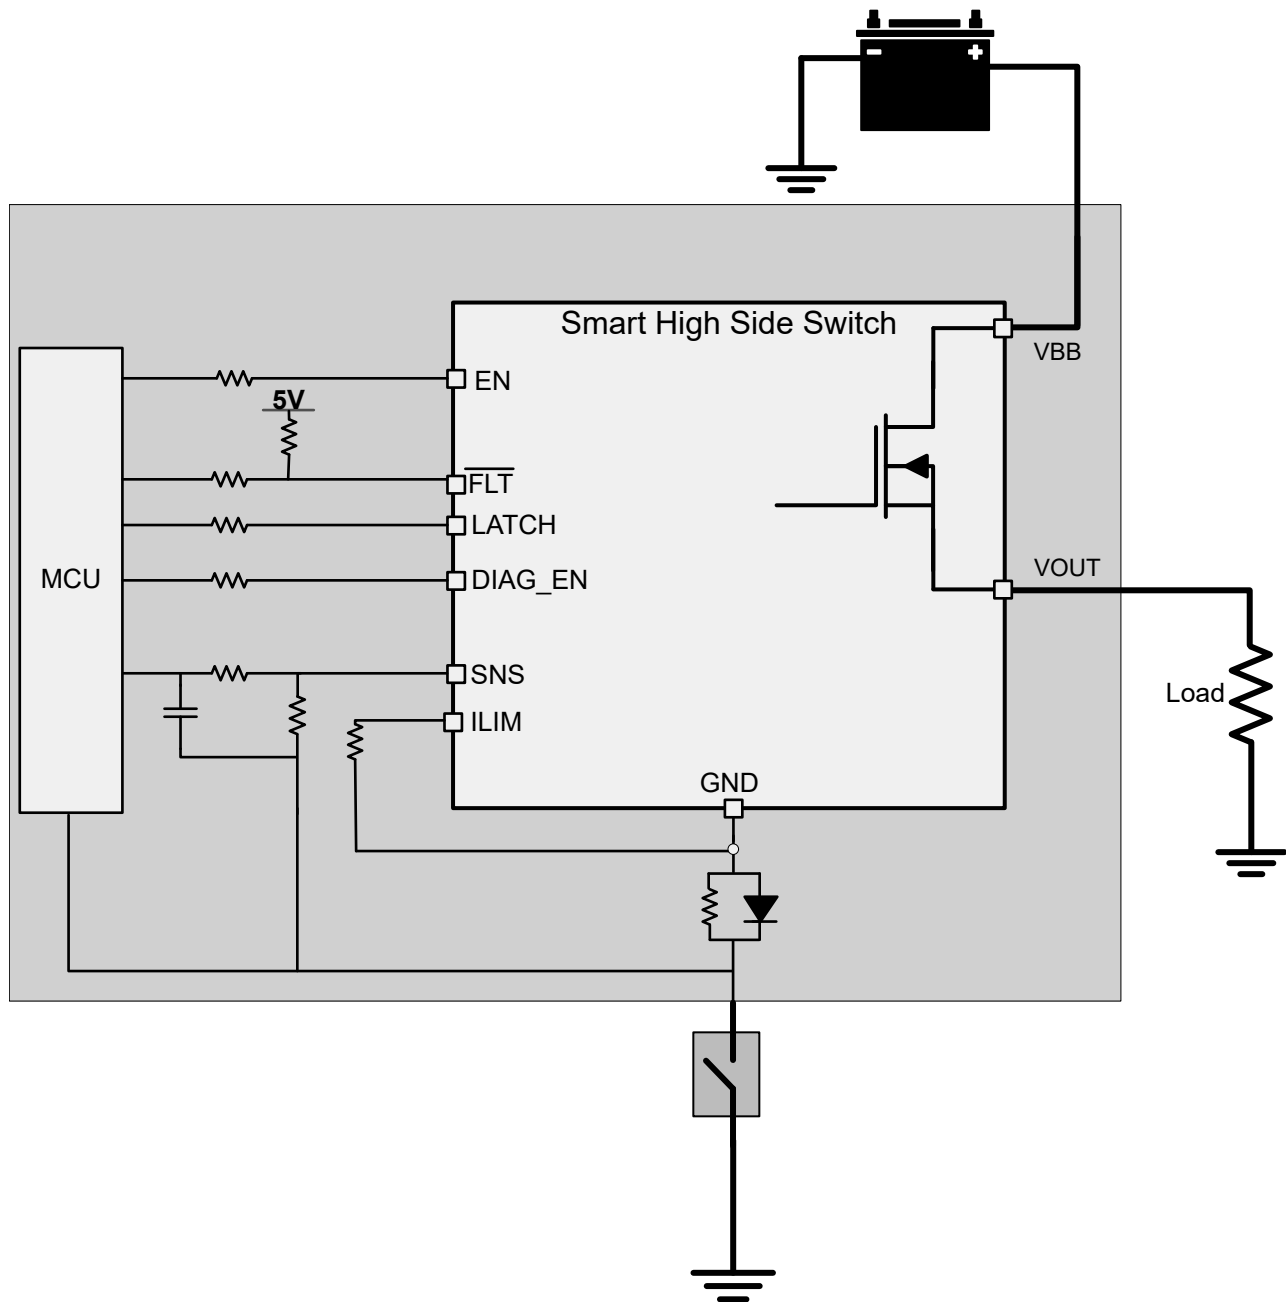 Smart High Side Switch
VBB
EN
5V
FLT
LATCH
MCU
DIAG_EN
VOUT
SNS
Load
ILIM
GND